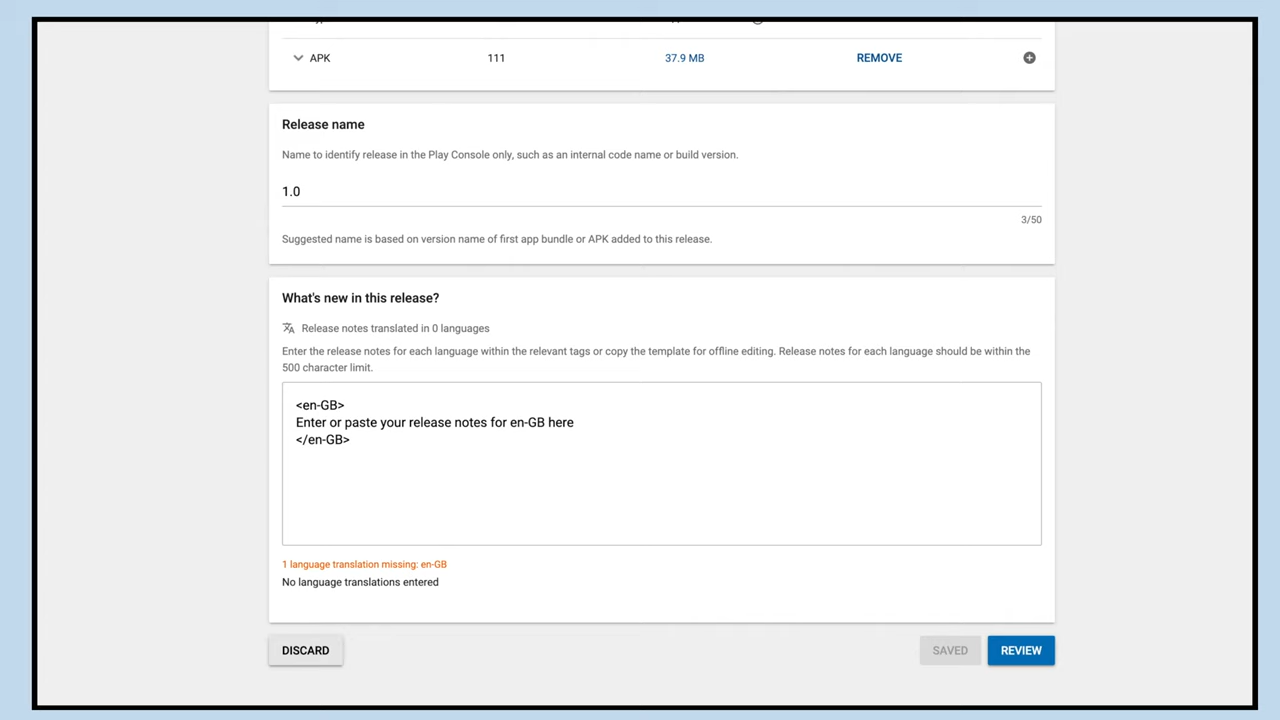 APK 111 37.9 MB REMOVE
Release name
Name to identify release in the Play Console only, such as an internal code name or build version.
1.0
3/50
Suggested name is based on version name of first app bundle or APK added to this release.
What's new in this release?
Release notes translated in 0 languages
Enter the release notes for each language within the relevant tags or copy the template for offline editing. Release notes for each language should be within the
500 character limit.
<en-GB>
Enter or paste your release notes for en-GB here
</en-GB>
1 language translation missing: en-GB
No language translations entered
DISCARD SAVED REVIEW